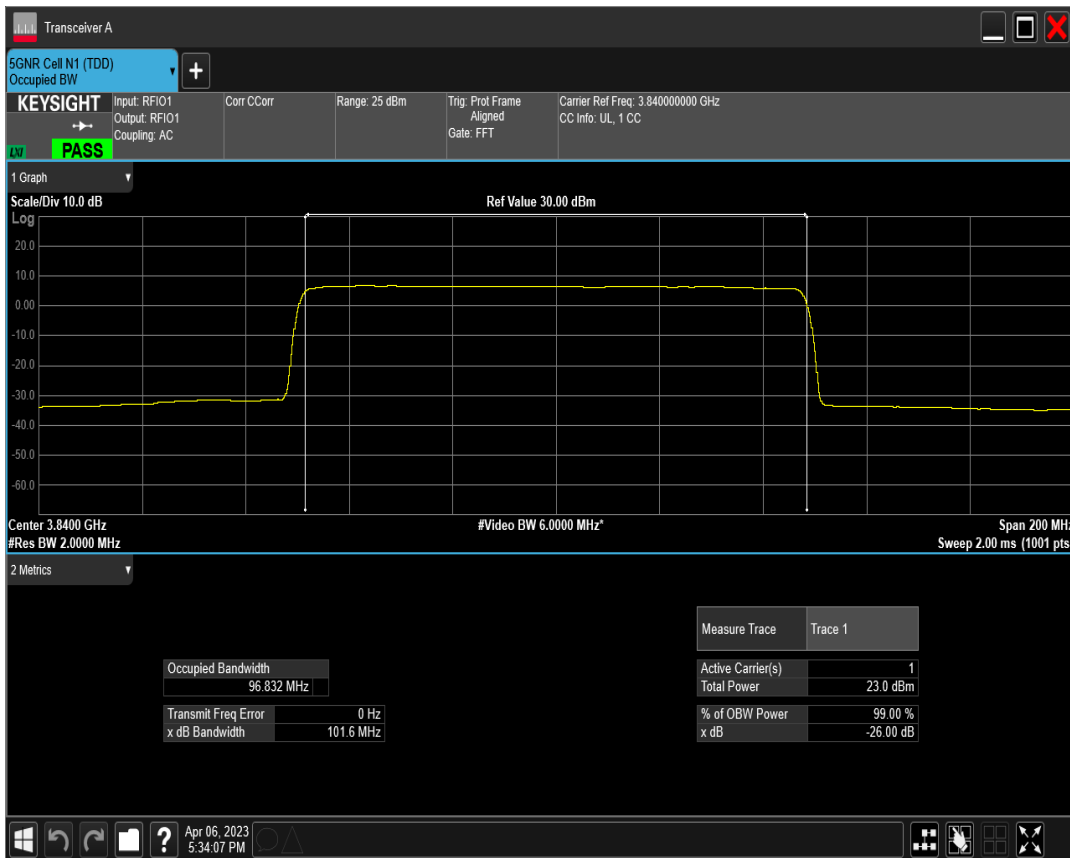 Transceiver A
5GNR Cell N1 (TDD)
Occupied BW
+
KEYSIGHT
LXI
PASS
Input: RFIO1
Output: RFIO1
Coupling: AC
Corr CCorr
Range: 25 dBm
Trig: Prot Frame
Aligned
Gate: FFT
Carrier Ref Freq: 3.840000000 GHz
CC Info: UL, 1 CC
1 Graph
Scale/Div 10.0 dB
Ref Value 30.00 dBm
Log
20.0
10.0
0.00
-10.0
-20.0
-30.0
-40.0
-50.0
-60.0
Center 3.8400 GHz
#Video BW 6.0000 MHz*
Span 200 MHz
#Res BW 2.0000 MHz
Sweep 2.00 ms (1001 pts
2 Metrics
Measure Trace Trace 1
Occupied Bandwidth
96.832 MHz
Active Carrier(s) 1
Total Power 23.0 dBm
Transmit Freq Error 0 Hz
x dB Bandwidth 101.6 MHz
% of OBW Power 99.00 %
x dB -26.00 dB
?
Apr 06, 2023
5:34:07 PM